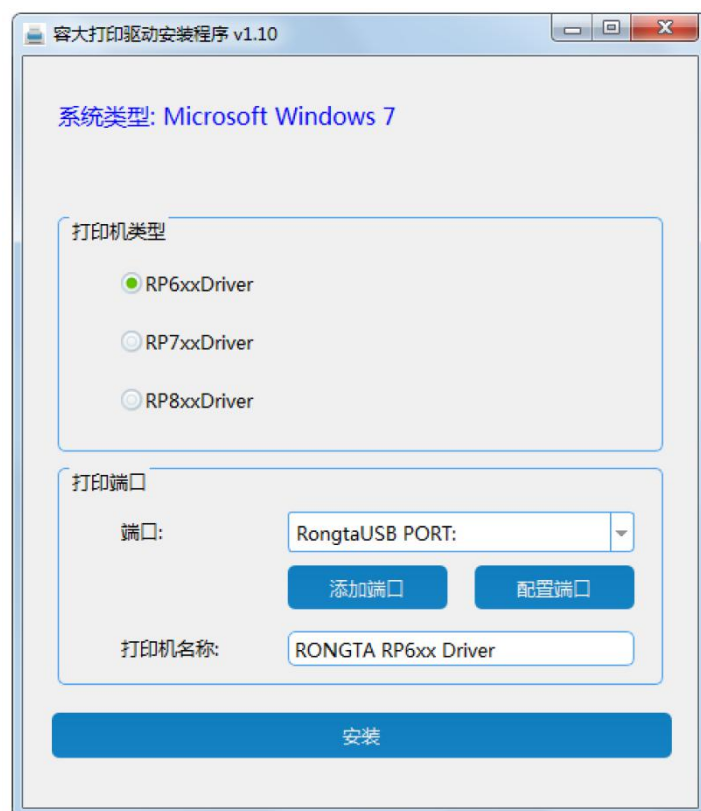 容大打印驱动安装程序 v1.10
系统类型: Microsoft Windows 7
打印机类型
RP6xxDriver
RP7xxDriver
RP8xxDriver
打印端口
端口: RongtaUSB PORT:
添加端口 配置端口
打印机名称: RONGTA RP6xx Driver
安装